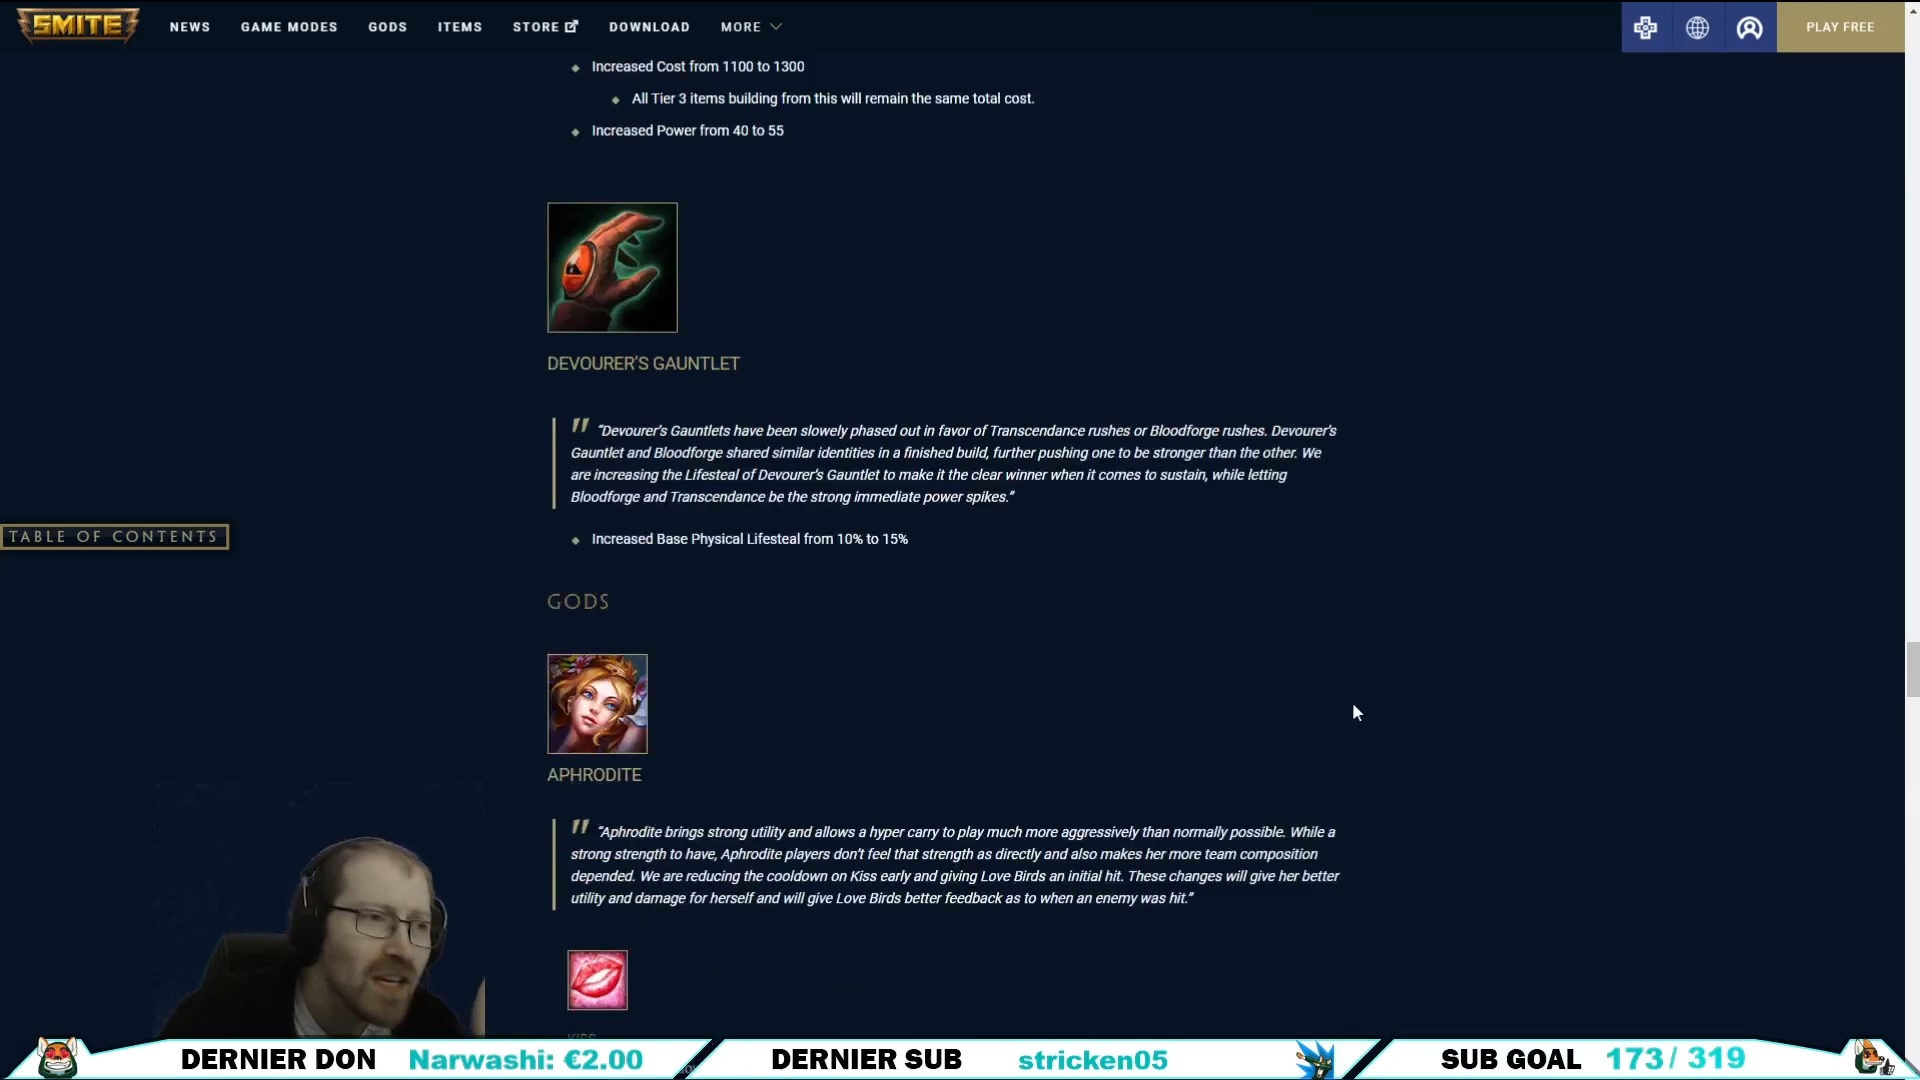 SMITE
NEWS GAME MODES GODS ITEMS STORE DOWNLOAD MORE PLAY FREE
Increased Cost from 1100 to 1300
All Tier 3 items building from this will remain the same total cost.
Increased Power from 40 to 55
DEVOURER'S GAUNTLET
" "Devourer's Gauntlets have been slowely phased out in favor of Transcendance rushes or Bloodforge rushes. Devourer's
Gauntlet and Bloodforge shared similar identities in a finished build, further pushing one to be stronger than the other. We
are increasing the Lifesteal of Devourer's Gauntlet to make it the clear winner when it comes to sustain, while letting
Bloodforge and Transcendance be the strong immediate power spikes."
TABLE OF CONTENTS
Increased Base Physical Lifesteal from 10% to 15%
GODS
APHRODITE
" "Aphrodite brings strong utility and allows a hyper carry to play much more aggressively than normally possible. While a
strong strength to have, Aphrodite players don't feel that strength as directly and also makes her more team composition
depended. We are reducing the cooldown on Kiss early and giving Love Birds an initial hit. These changes will give her better
utility and damage for herself and will give Love Birds better feedback as to when an enemy was hit."
DERNIER DON Narwashi: €2.00 DERNIER SUB stricken05 SUB GOAL 173/ 319